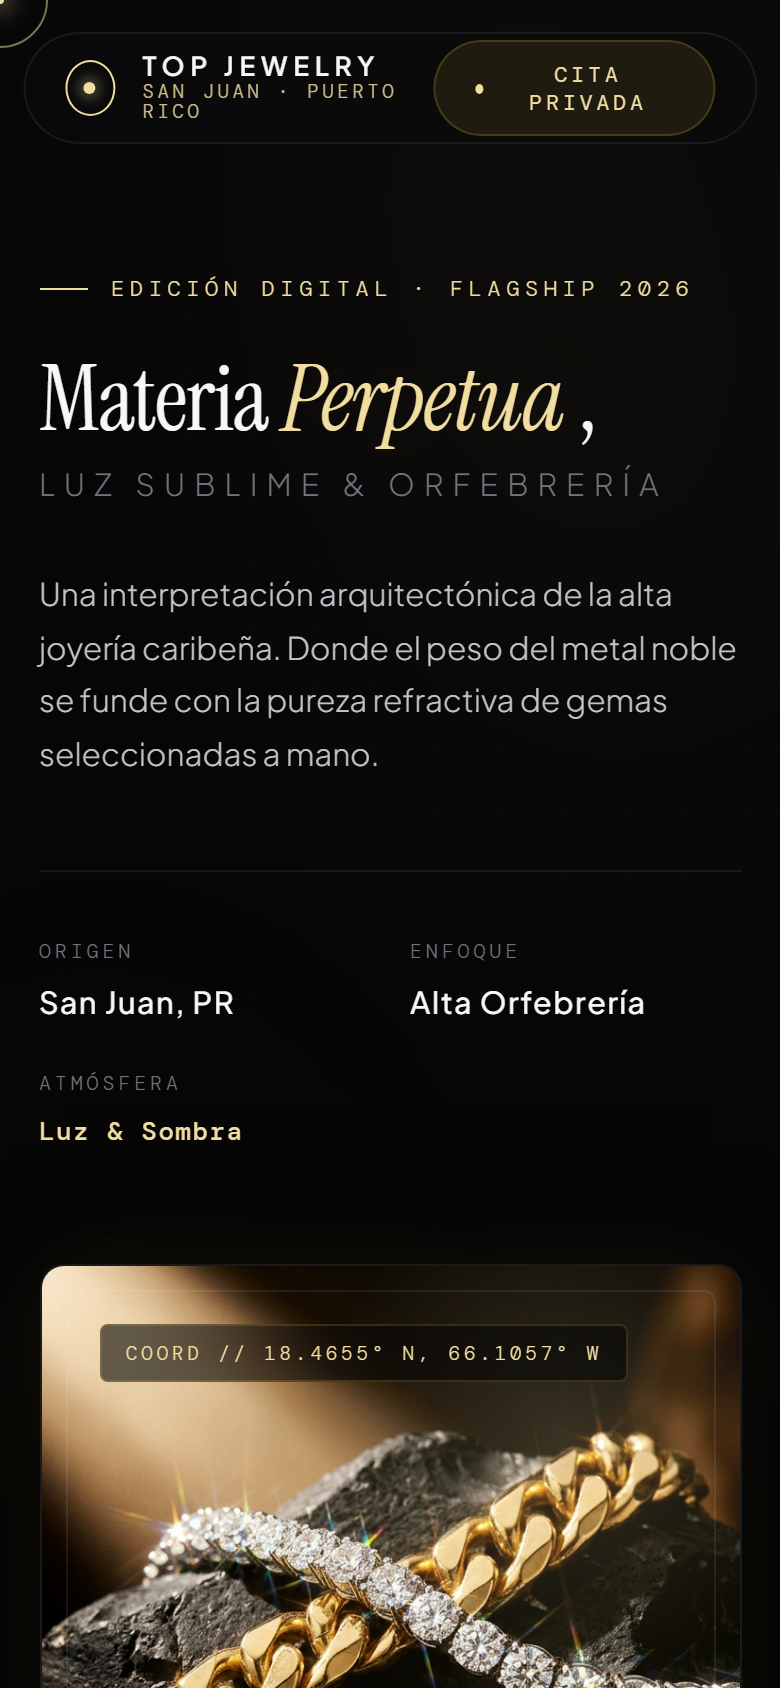 TOP JEWELRY
SAN JUAN · PUERTO
RICO
CITA
PRIVADA
EDICIÓN DIGITAL · FLAGSHIP 2026
Materia Perpetua ,
LUZ SUBLIME & ORFEBRERÍA
Una interpretación arquitectónica de la alta
joyería caribeña. Donde el peso del metal noble
se funde con la pureza refractiva de gemas
seleccionadas a mano.
ORIGEN
San Juan, PR
ENFOQUE
Alta Orfebrería
ATMÓSFERA
Luz & Sombra
COORD // 18.4655° N, 66.1057° W